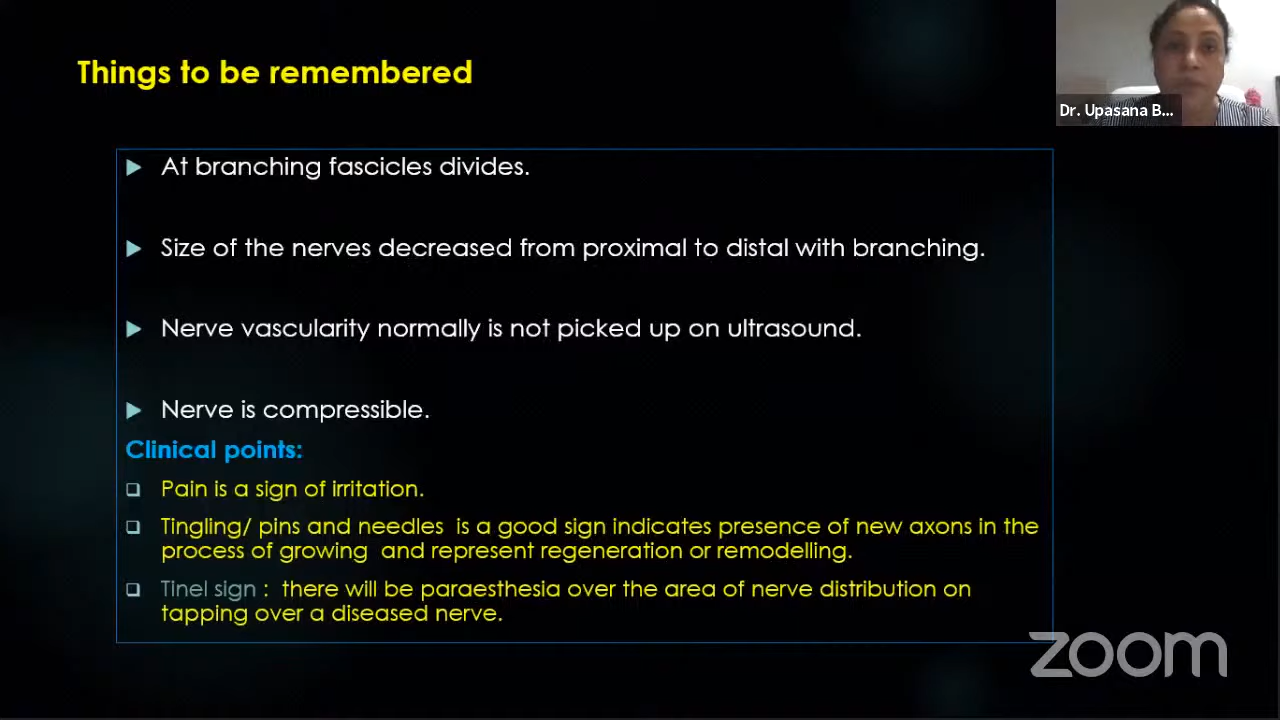 Things to be remembered
Dr. Upasana B...
At branching fascicles divides.
Size of the nerves decreased from proximal to distal with branching.
Nerve vascularity normally is not picked up on ultrasound.
Nerve is compressible.
Clinical points:
Pain is a sign of irritation.
Tingling/ pins and needles is a good sign indicates presence of new axons in the
process of growing and represent regeneration or remodelling.
Tinel sign : there will be paraesthesia over the area of nerve distribution on
tapping over a diseased nerve.
zoom